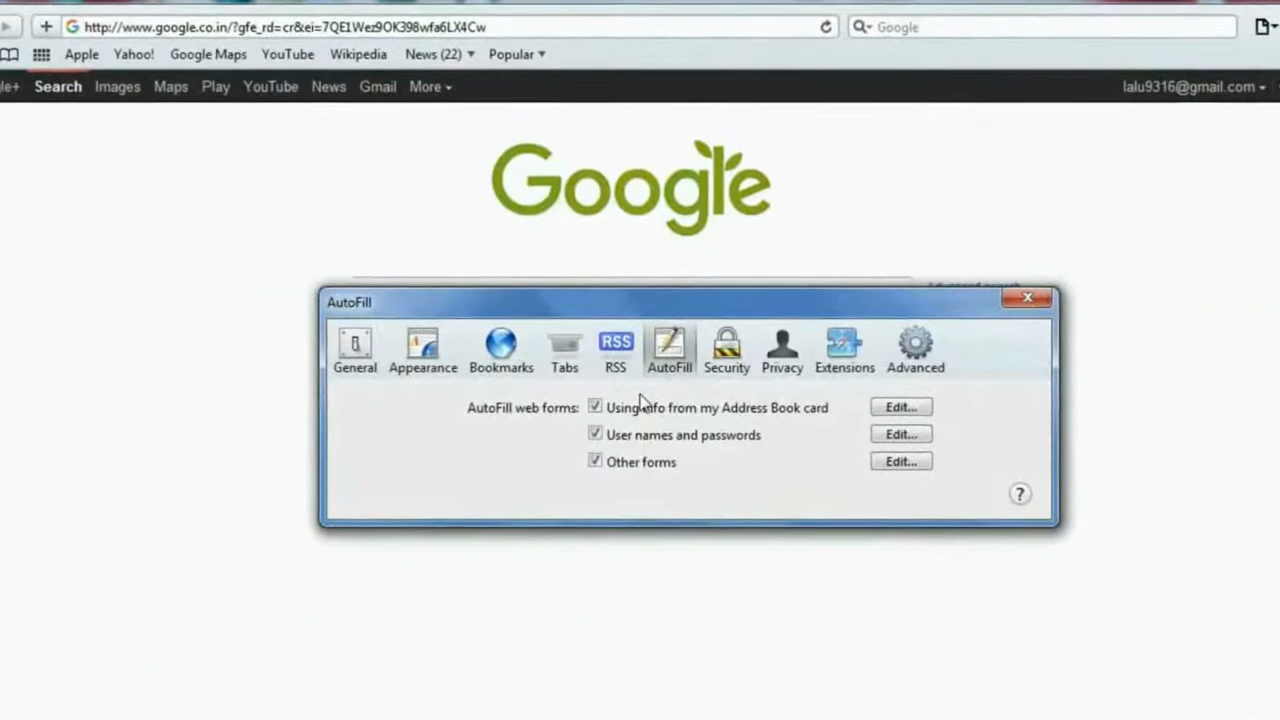 http://www.google.co.in/?gfe_rd=cr&ei=7QE1Wez9OK398wfa6LX4Cw
Google
Apple Yahoo! Google Maps YouTube Wikipedia News (22) Popular
le+ Search Images Maps Play YouTube News Gmail More lalu9316@gmail.com
Google
AutoFill
RSS
General Appearance Bookmarks Tabs RSS AutoFill Security Privacy Extensions Advanced
AutoFill web forms: Using info from my Address Book card Edit...
User names and passwords Edit...
Other forms Edit...
?